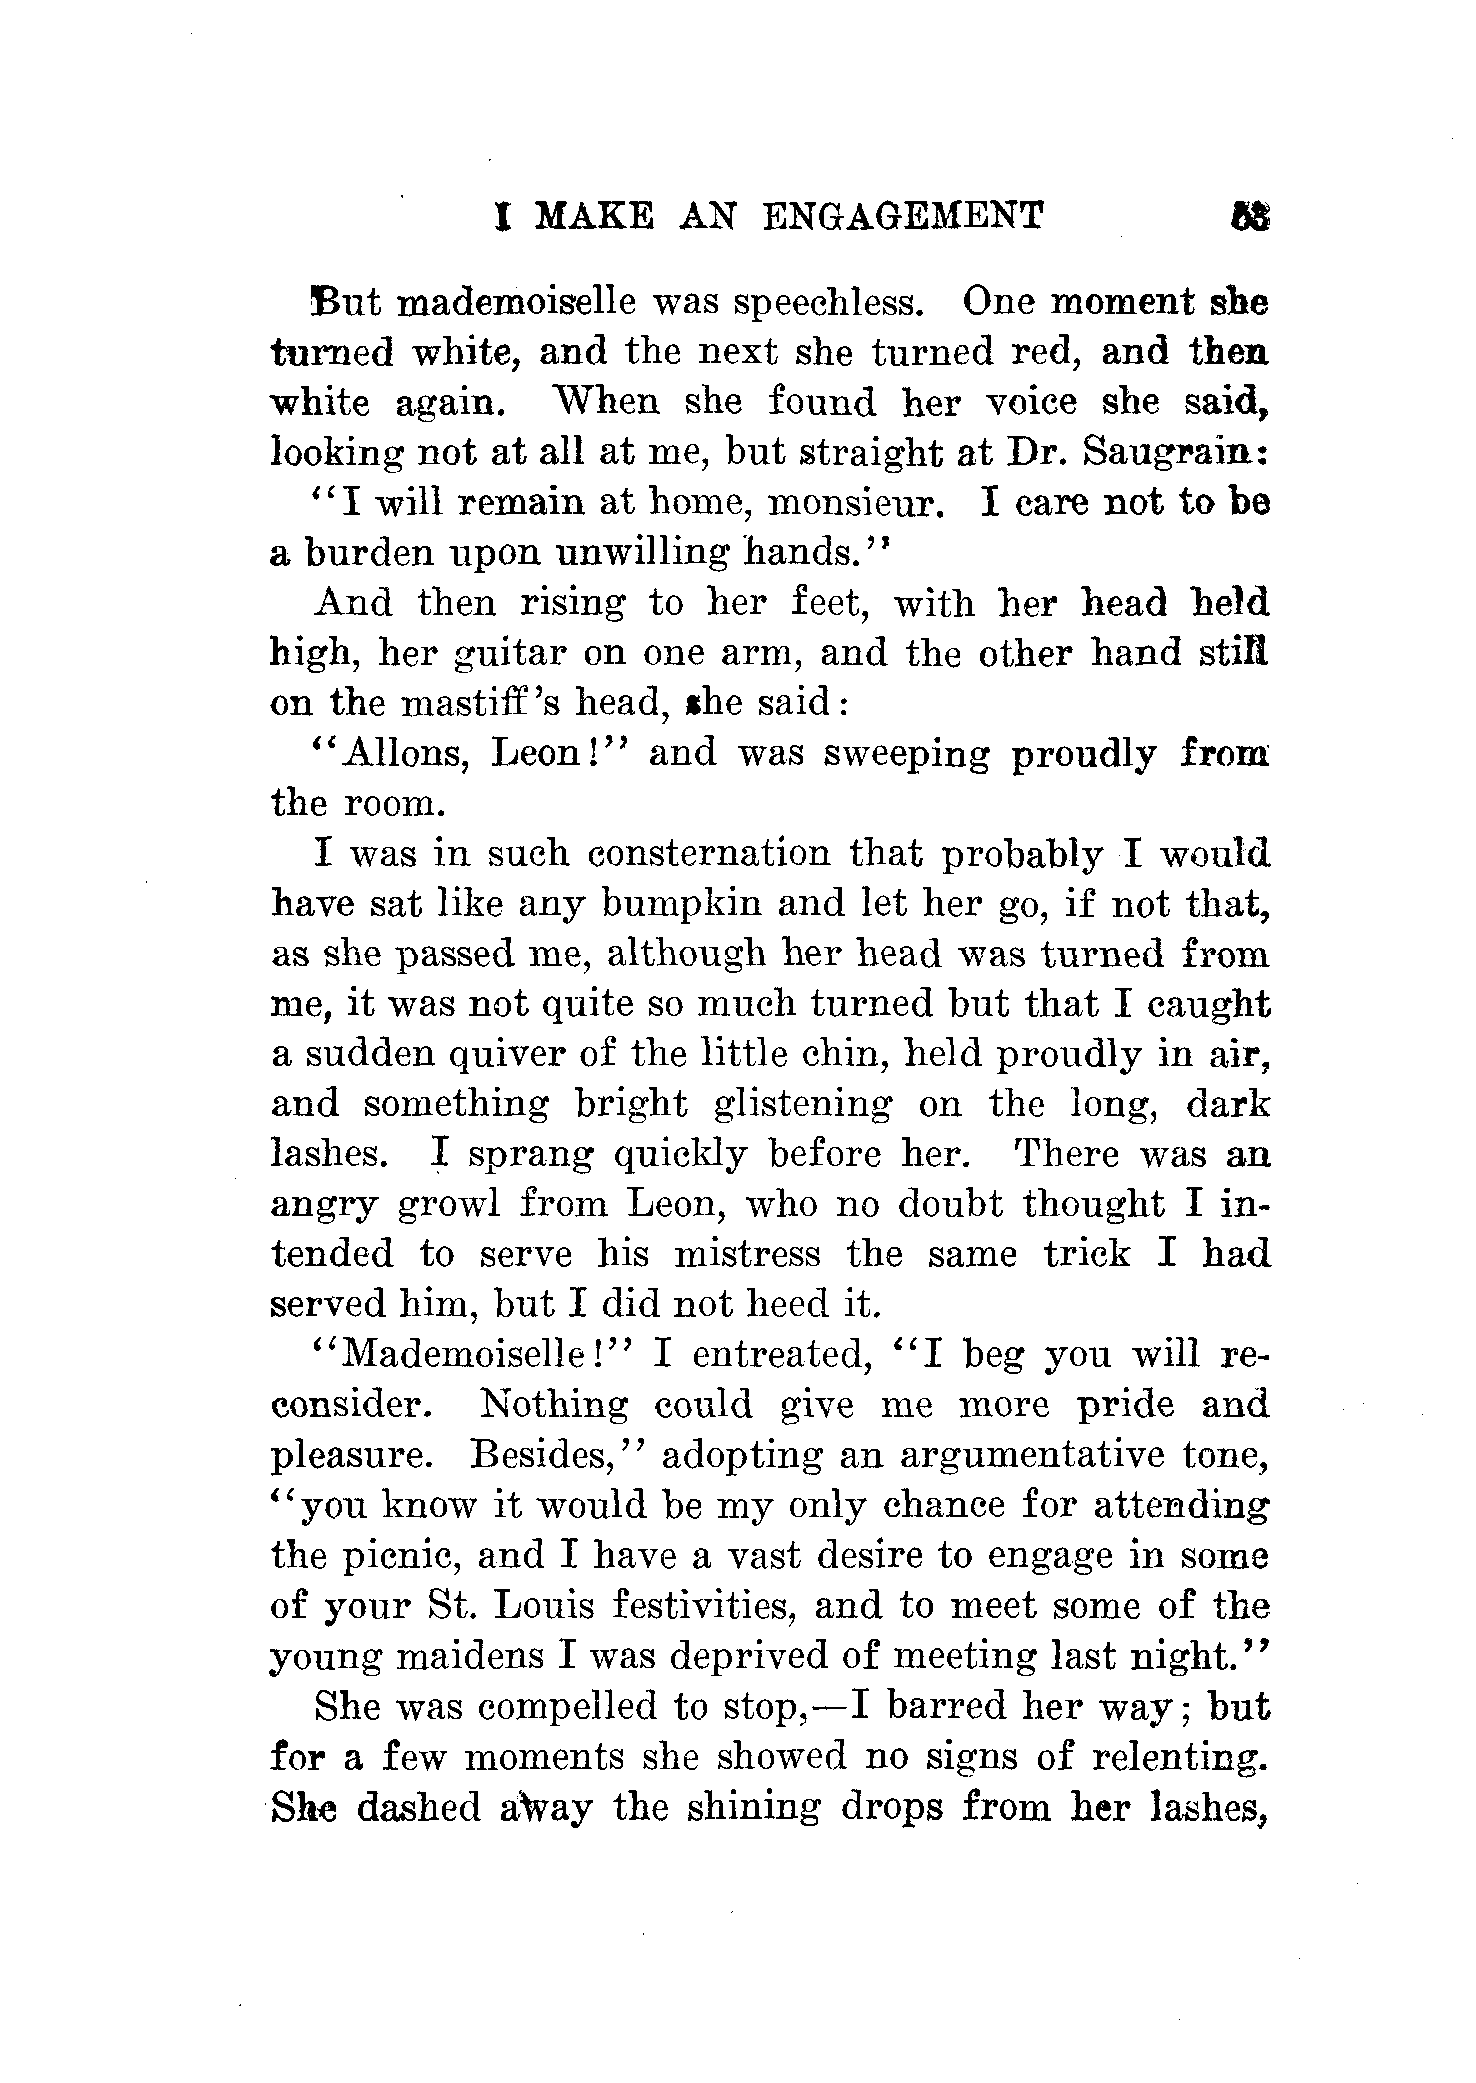 I MAKE AN ENGAGEMENT 53
But mademoiselle was speechless. One moment she
turned white, and the next she turned red, and then
white again. When she found her voice she said,
looking not at all at me, but straight at Dr. Saugrain:
"I will remain at home, monsieur. I care not to be
a burden upon unwilling hands."
And then rising to her feet, with her head held
high, her guitar on one arm, and the other hand still
on the mastiff's head, she said:
"Allons, Leon!" and was sweeping proudly from
the room.
I was in such consternation that probably I would
have sat like any bumpkin and let her go, if not that,
as she passed me, although her head was turned from
me, it was not quite so much turned but that I caught
a sudden quiver of the little chin, held proudly in air,
and something bright glistening on the long, dark
lashes. I sprang quickly before her. There was an
angry growl from Leon, who no doubt thought I in-
tended to serve his mistress the same trick I had
served him, but I did not heed it.
"Mademoiselle!" I entreated, "I beg you will re-
consider. Nothing could give me more pride and
pleasure. Besides," adopting an argumentative tone,
"you know it would be my only chance for attending
the picnic, and I have a vast desire to engage in some
of your St. Louis festivities, and to meet some of the
young maidens I was deprived of meeting last night."
She was compelled to stop,—I barred her way; but
for a few moments she showed no signs of relenting.
She dashed away the shining drops from her lashes,